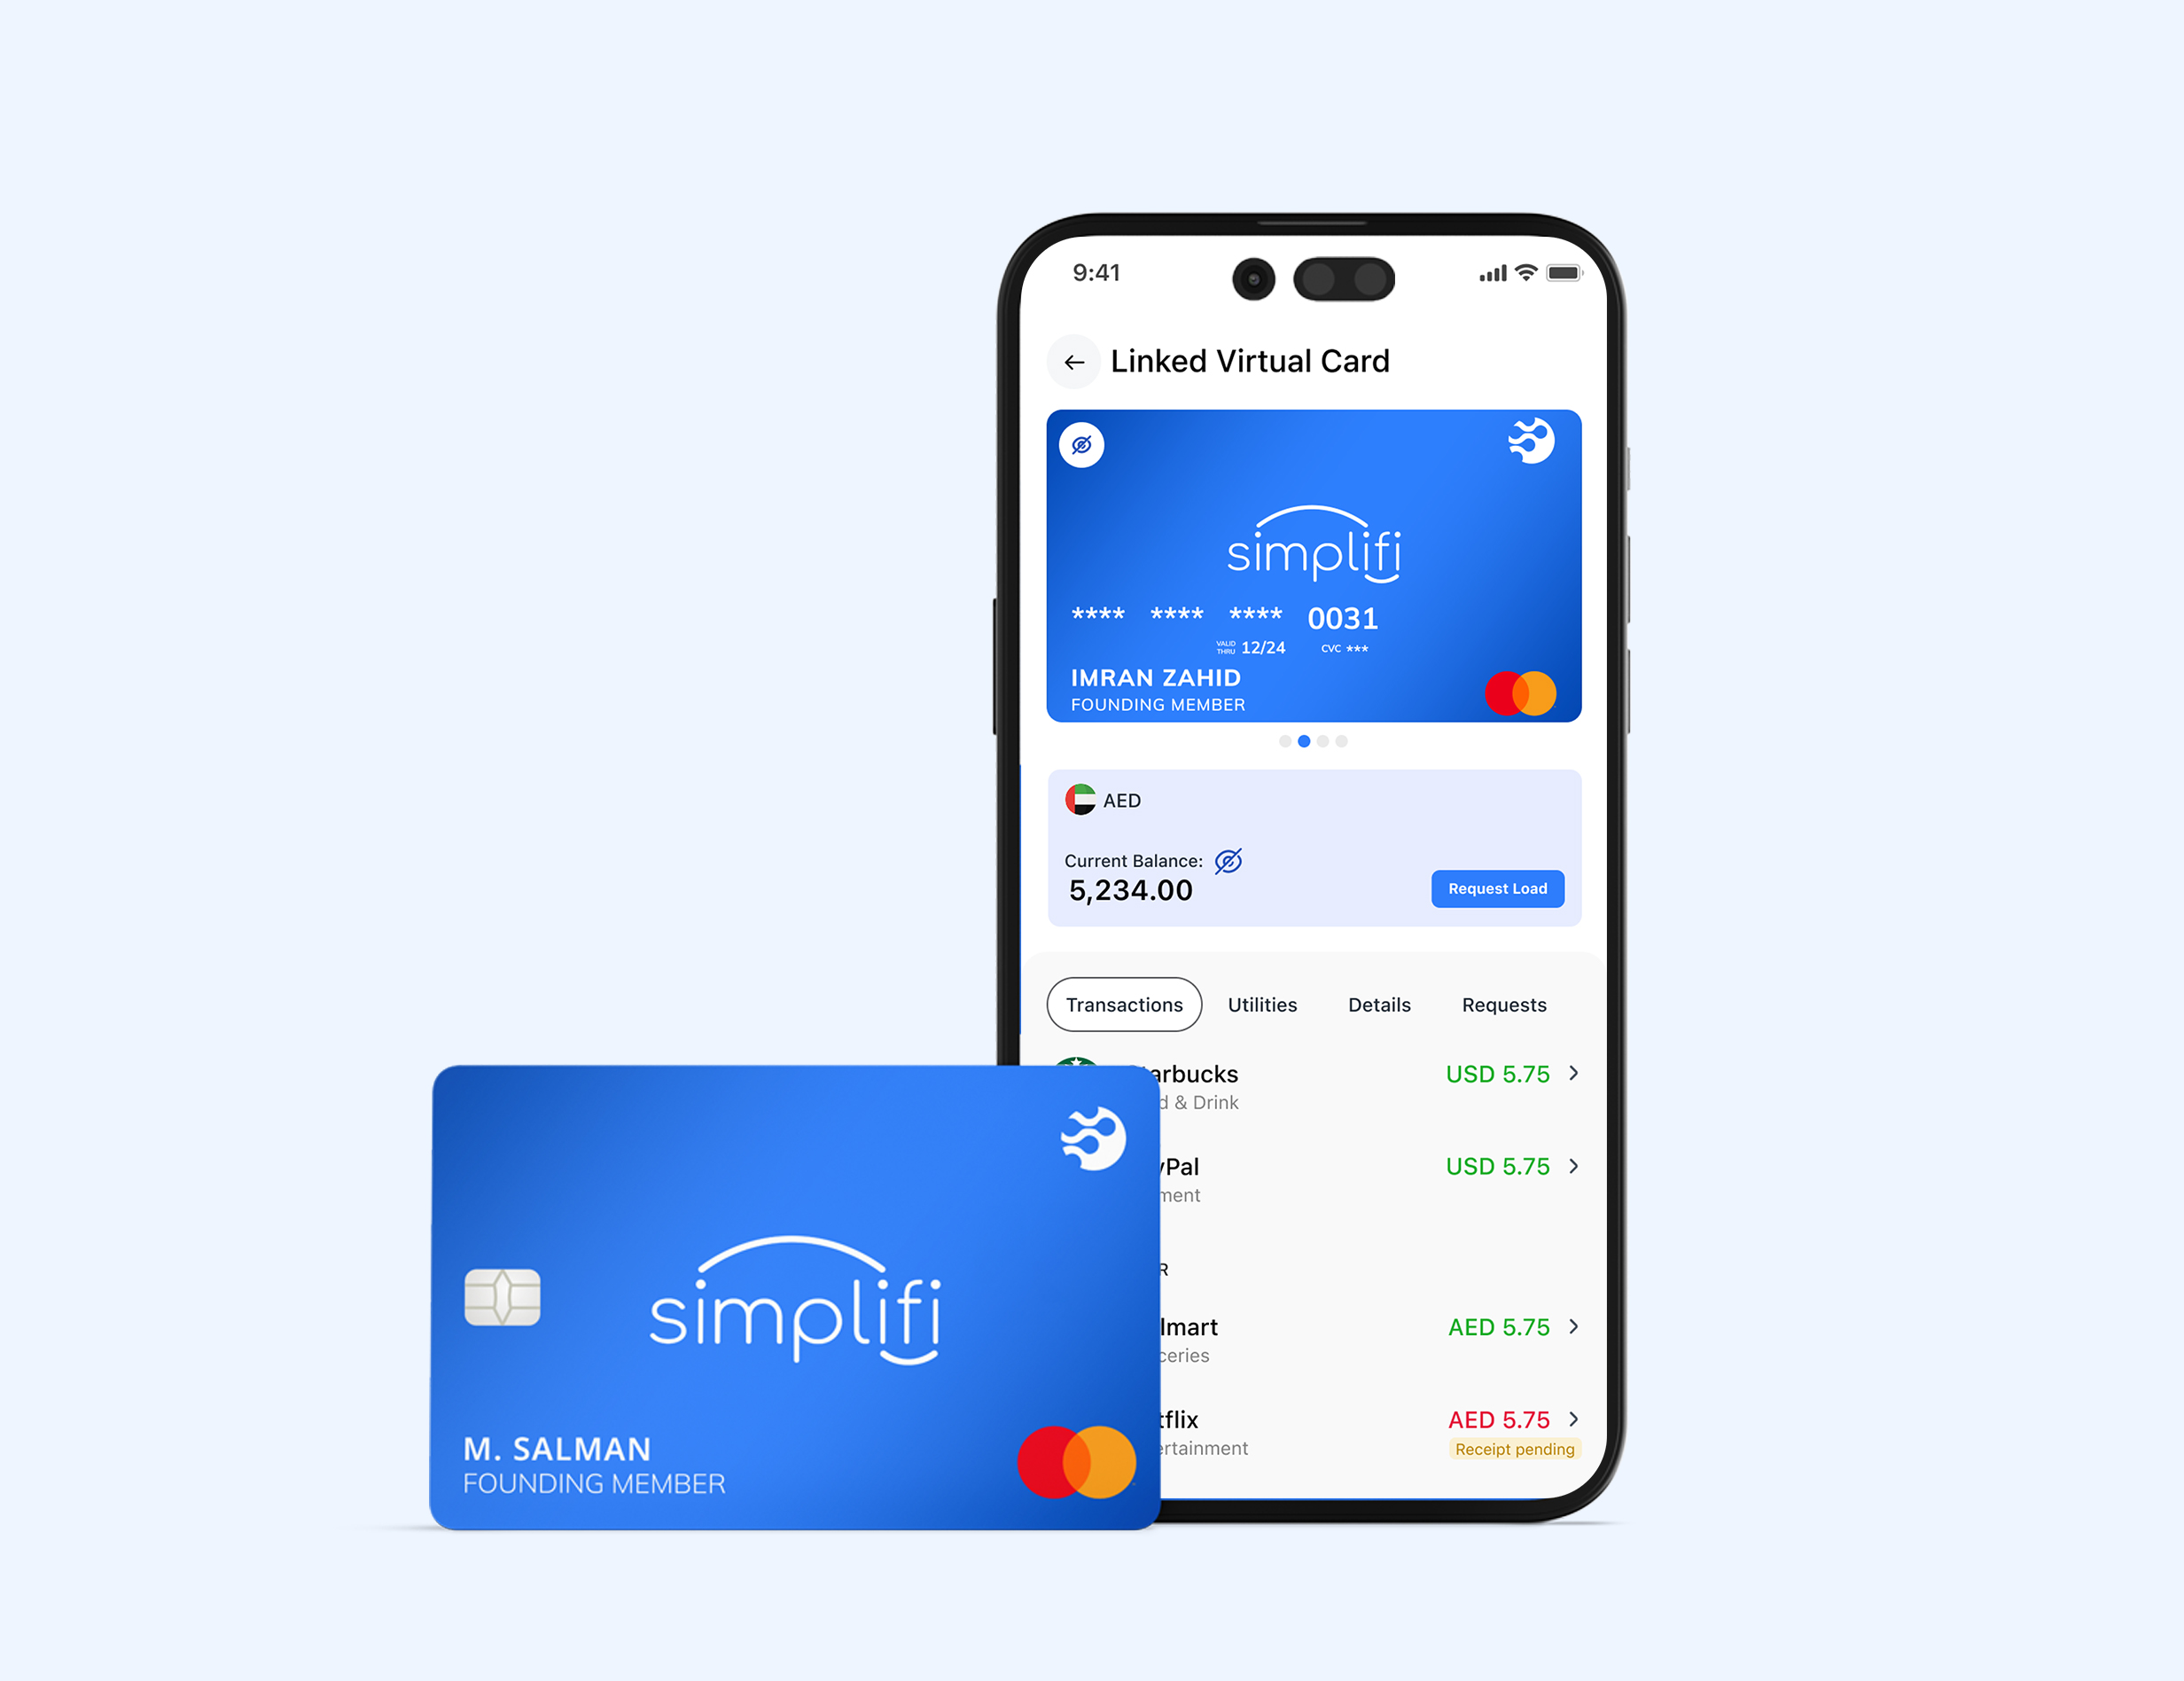 9:41
Linked Virtual Card
simplifi
**** **** **** 0031
VALID THRU 12/24 CVC ***
IMRAN ZAHID
FOUNDING MEMBER
AED
Current Balance:
5,234.00
Request Load
Transactions Utilities Details Requests
arbucks USD 5.75
d & Drink
yPal USD 5.75
ment
R
lmart AED 5.75
ceries
tflix AED 5.75
ertainment Receipt pending
simplifi
M. SALMAN
FOUNDING MEMBER